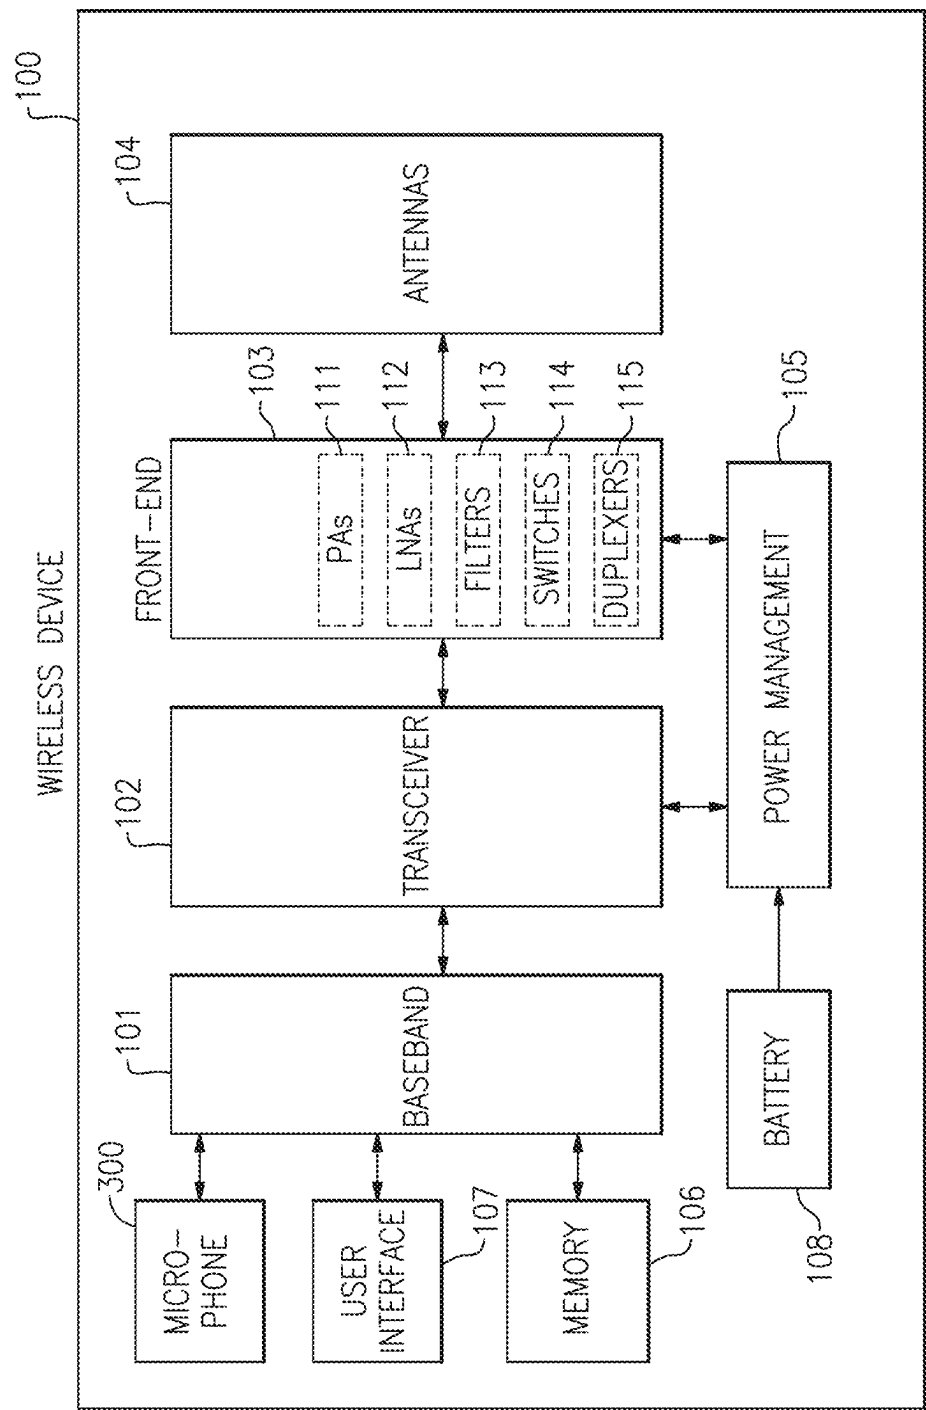 WIRELESS DEVICE
100
300
MICRO-
PHONE
USER
INTERFACE
107
MEMORY
106
101
BASEBAND
102
TRANSCEIVER
FRONT-END
103
PAs
111
LNAs
112
FILTERS
113
SWITCHES
114
DUPLEXERS
115
104
ANTENNAS
BATTERY
108
POWER MANAGEMENT
105